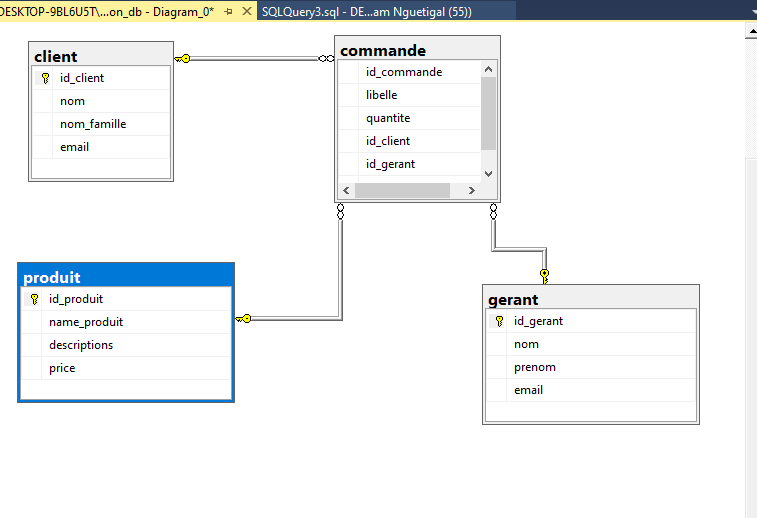 DESKTOP-9BL6U5T\...on_db - Diagram_0*
SQLQuery3.sql - DE...am Nguetigal (55))
client
id_client
nom
nom_famille
email
commande
id_commande
libelle
quantite
id_client
id_gerant
produit
id_produit
name_produit
descriptions
price
gerant
id_gerant
nom
prenom
email